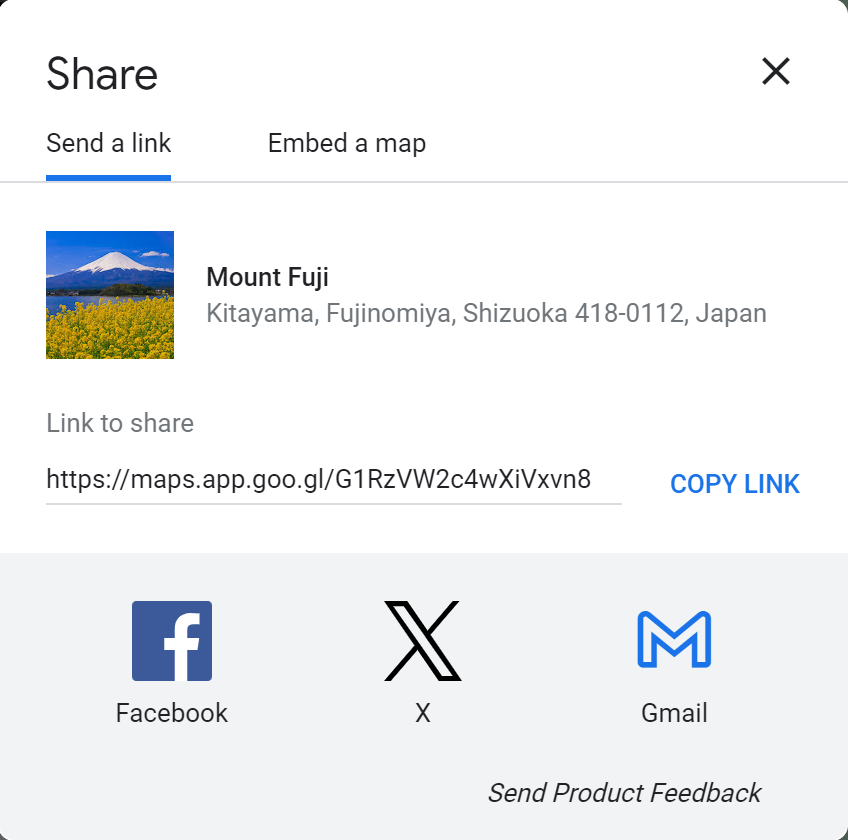 Share
Send a link Embed a map
Mount Fuji
Kitayama, Fujinomiya, Shizuoka 418-0112, Japan
Link to share
https://maps.app.goo.gl/G1RzVW2c4wXiVxvn8 COPY LINK
Facebook X Gmail
Send Product Feedback